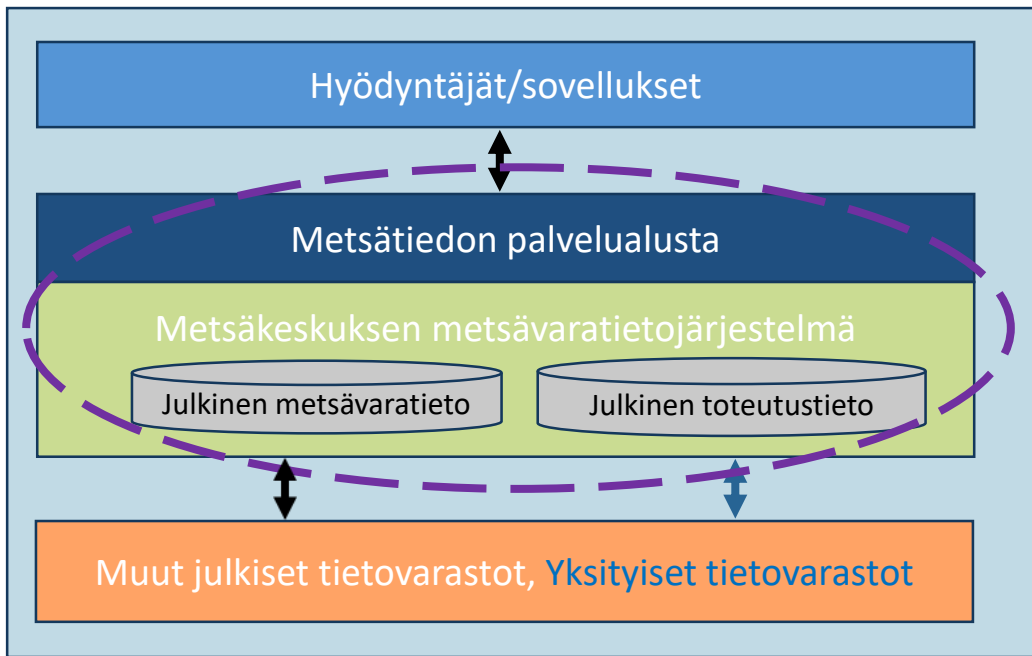 Hyödyntäjät/sovellukset
Metsätiedon palvelualusta
Metsäkeskuksen metsävaratietojärjestelmä
Julkinen metsävaratieto
Julkinen toteutustieto
Muut julkiset tietovarastot, Yksityiset tietovarastot